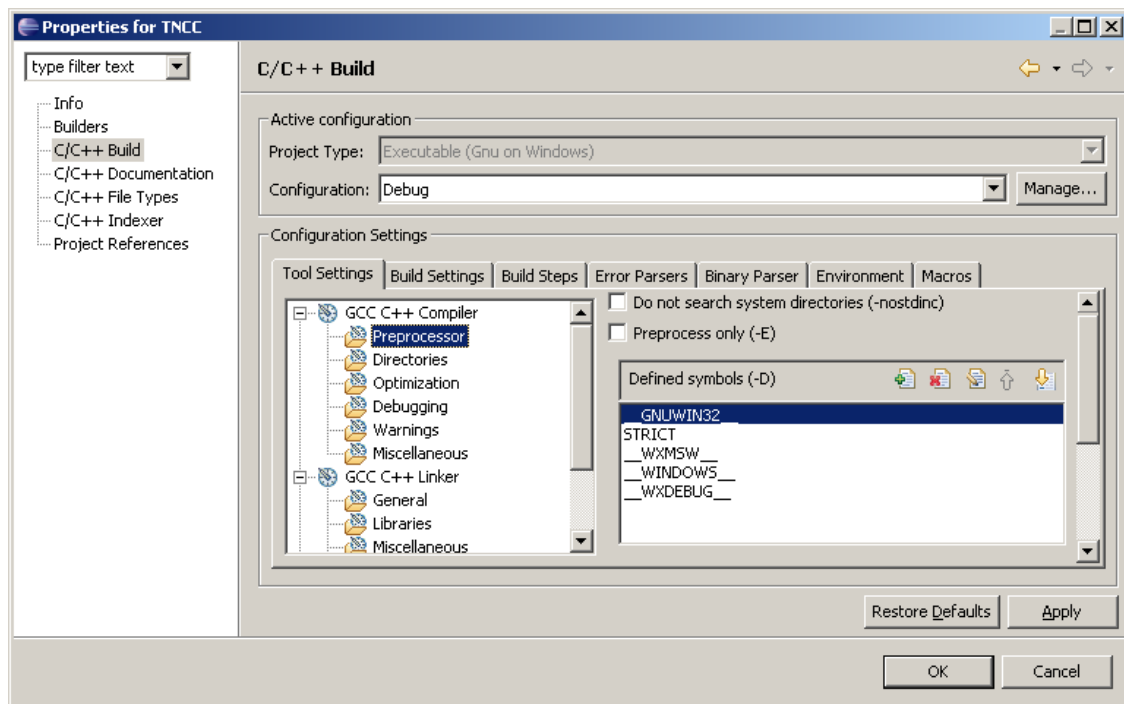 Properties for TNCC
type filter text
C/C++ Build
Info
Builders
C/C++ Build
C/C++ Documentation
C/C++ File Types
C/C++ Indexer
Project References
Active configuration
Project Type: Executable (Gnu on Windows)
Configuration: Debug
Manage...
Configuration Settings
Tool Settings Build Settings Build Steps Error Parsers Binary Parser Environment Macros
GCC C++ Compiler
Preprocessor
Directories
Optimization
Debugging
Warnings
Miscellaneous
GCC C++ Linker
General
Libraries
Miscellaneous
Do not search system directories (-nostdinc)
Preprocess only (-E)
Defined symbols (-D)
__GNUWIN32__
STRICT
__WXMSW__
__WINDOWS__
__WXDEBUG__
Restore Defaults
Apply
OK
Cancel